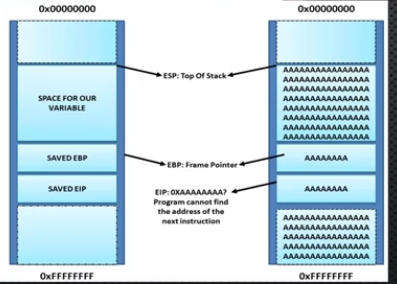 0x00000000
0x00000000
ESP: Top Of Stack
SPACE FOR OUR
VARIABLE
AAAAAAAAAAAAAAAA
AAAAAAAAAAAAAAAA
AAAAAAAAAAAAAAAA
AAAAAAAAAAAAAAAA
AAAAAAAAAAAAAAAA
AAAAAAAAAAAAAAAA
AAAAAAAAAAAAAAAA
AAAAAAAAAAAAAAAA
SAVED EBP
EBP: Frame Pointer
AAAAAAAA
SAVED EIP
EIP: 0XAAAAAAAA?
Program cannot find
the address of the
next instruction
AAAAAAAA
AAAAAAAAAAAAAAAA
AAAAAAAAAAAAAAAA
AAAAAAAAAAAAAAAA
AAAAAAAAAAAAAAAA
AAAAAAAAAAAAAAAA
0xFFFFFFFF
0xFFFFFFFF